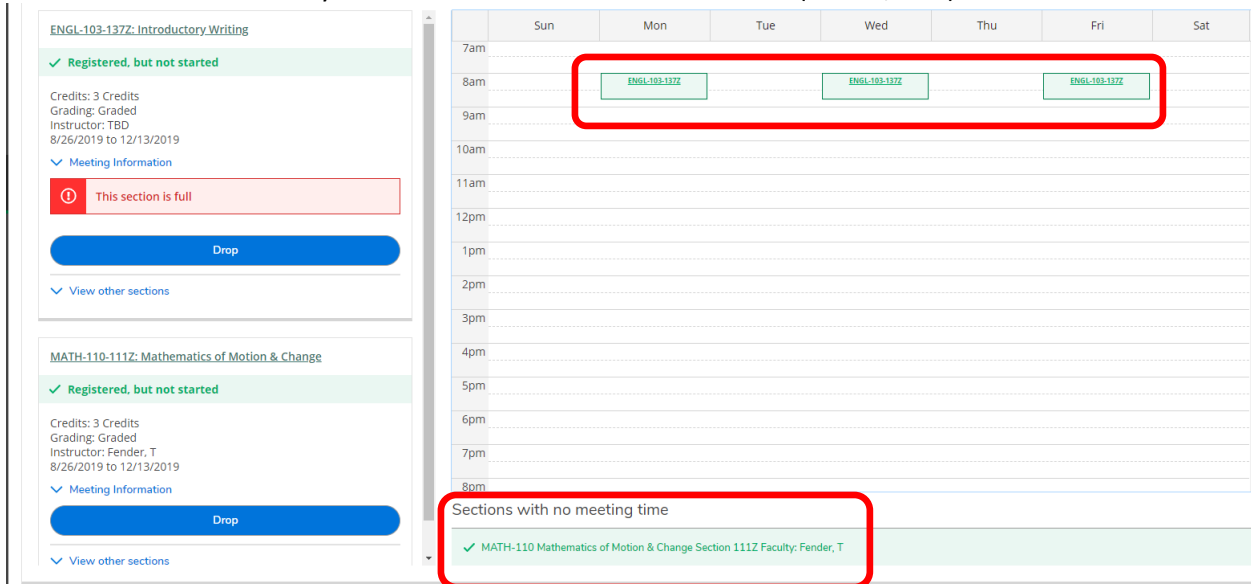 ENGL-103-137Z: Introductory Writing
Registered, but not started
Credits: 3 Credits
Grading: Graded
Instructor: TBD
8/26/2019 to 12/13/2019
Meeting Information
This section is full
Drop
View other sections
MATH-110-111Z: Mathematics of Motion & Change
Registered, but not started
Credits: 3 Credits
Grading: Graded
Instructor: Fender, T
8/26/2019 to 12/13/2019
Meeting Information
Drop
View other sections
Sun Mon Tue Wed Thu Fri Sat
7am
8am ENGL-103-137Z ENGL-103-137Z ENGL-103-137Z
9am
10am
11am
12pm
1pm
2pm
3pm
4pm
5pm
6pm
7pm
8pm
Sections with no meeting time
MATH-110 Mathematics of Motion & Change Section 111Z Faculty: Fender, T